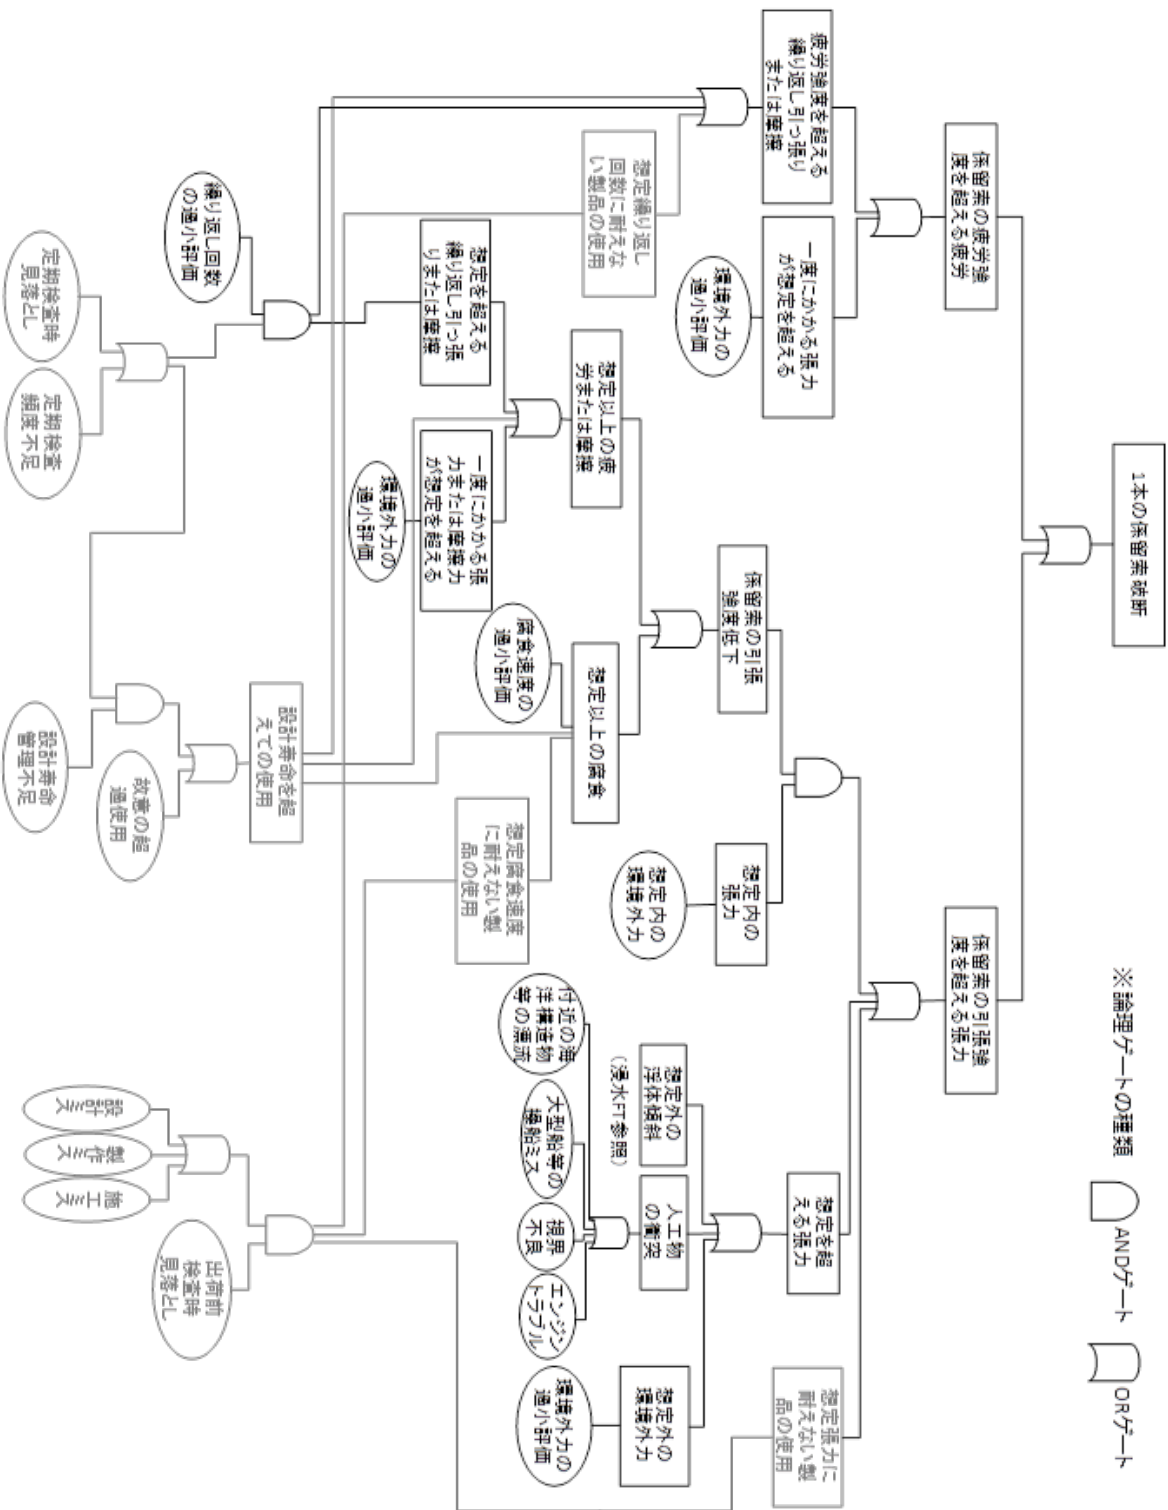 1本の係留索破断
※論理ゲートの種類
ANDゲート
ORゲート
係留索の疲労強
度を超える疲労
係留索の引張強
度を超える張力
疲労強度を超える
繰り返し引っ張り
または摩擦
一度にかかる張力
が想定を超える
環境外力の
過小評価
想定繰り返し
回数に耐えな
い製品の使用
係留索の引張
強度低下
想定内の
張力
想定内の
環境外力
想定を超
える張力
想定張力に
耐えない製
品の使用
想定以上の疲
労または摩擦
想定以上の腐食
想定外の
浮体傾斜
(浸水FT参照)
人工物
の衝突
想定外の
環境外力
環境外力の
過小評価
付近の海
洋構造物
等の漂流
大型船等の
操船ミス
視界
不良
エンジン
トラブル
想定を超える
繰り返し引っ張
りまたは摩擦
一度にかかる張
力または摩擦力
が想定を超える
環境外力の
過小評価
腐食速度の
過小評価
想定腐食速度
に耐えない製
品の使用
繰り返し回数
の過小評価
定期検査時
見落とし
定期検査
頻度不足
設計寿命を超
えての使用
設計寿命
管理不足
故意の超
過使用
設計ミス
製作ミス
施工ミス
出荷前
検査時
見落とし